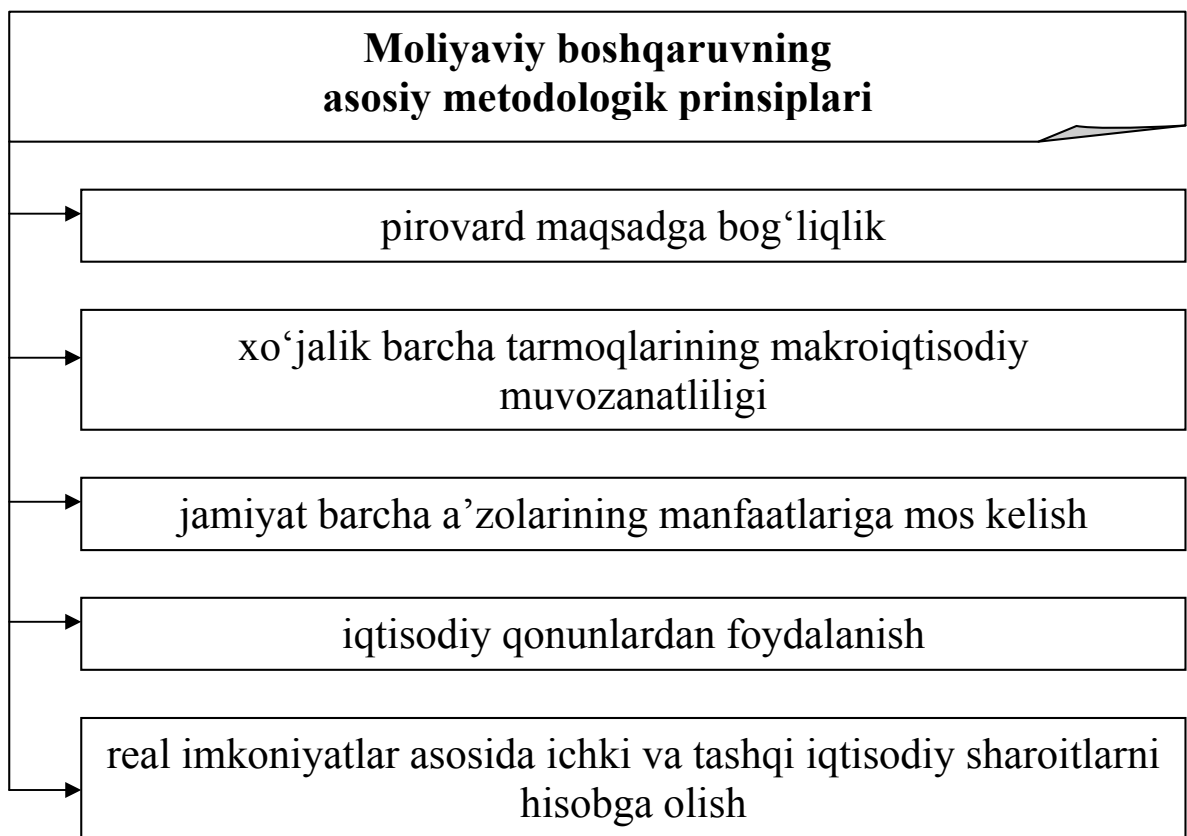 Moliyaviy boshqaruvning
asosiy metodologik prinsiplari
pirovard maqsadga bog‘liqlik
xo‘jalik barcha tarmoqlarining makroiqtisodiy
muvozanatliligi
jamiyat barcha a’zolarining manfaatlariga mos kelish
iqtisodiy qonunlardan foydalanish
real imkoniyatlar asosida ichki va tashqi iqtisodiy sharoitlarni
hisobga olish